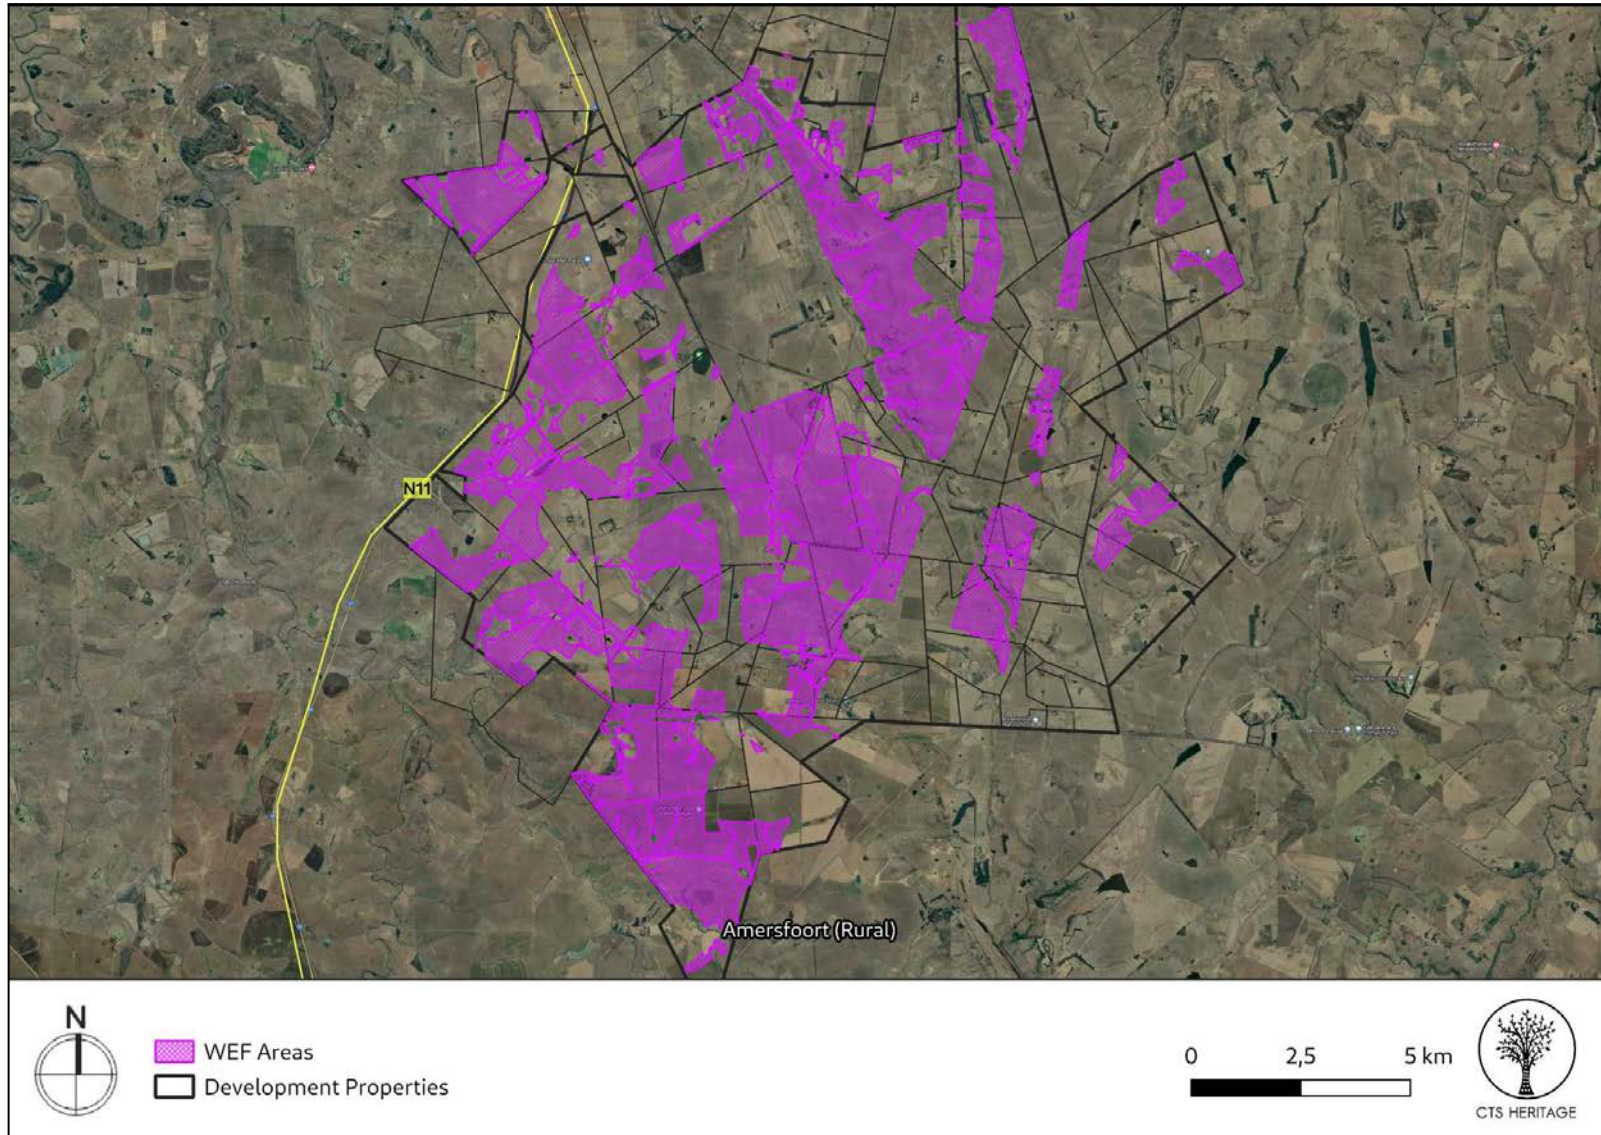 N11
Amersfoort (Rural)
N
WEF Areas
Development Properties
0 2,5 5 km
CTS HERITAGE